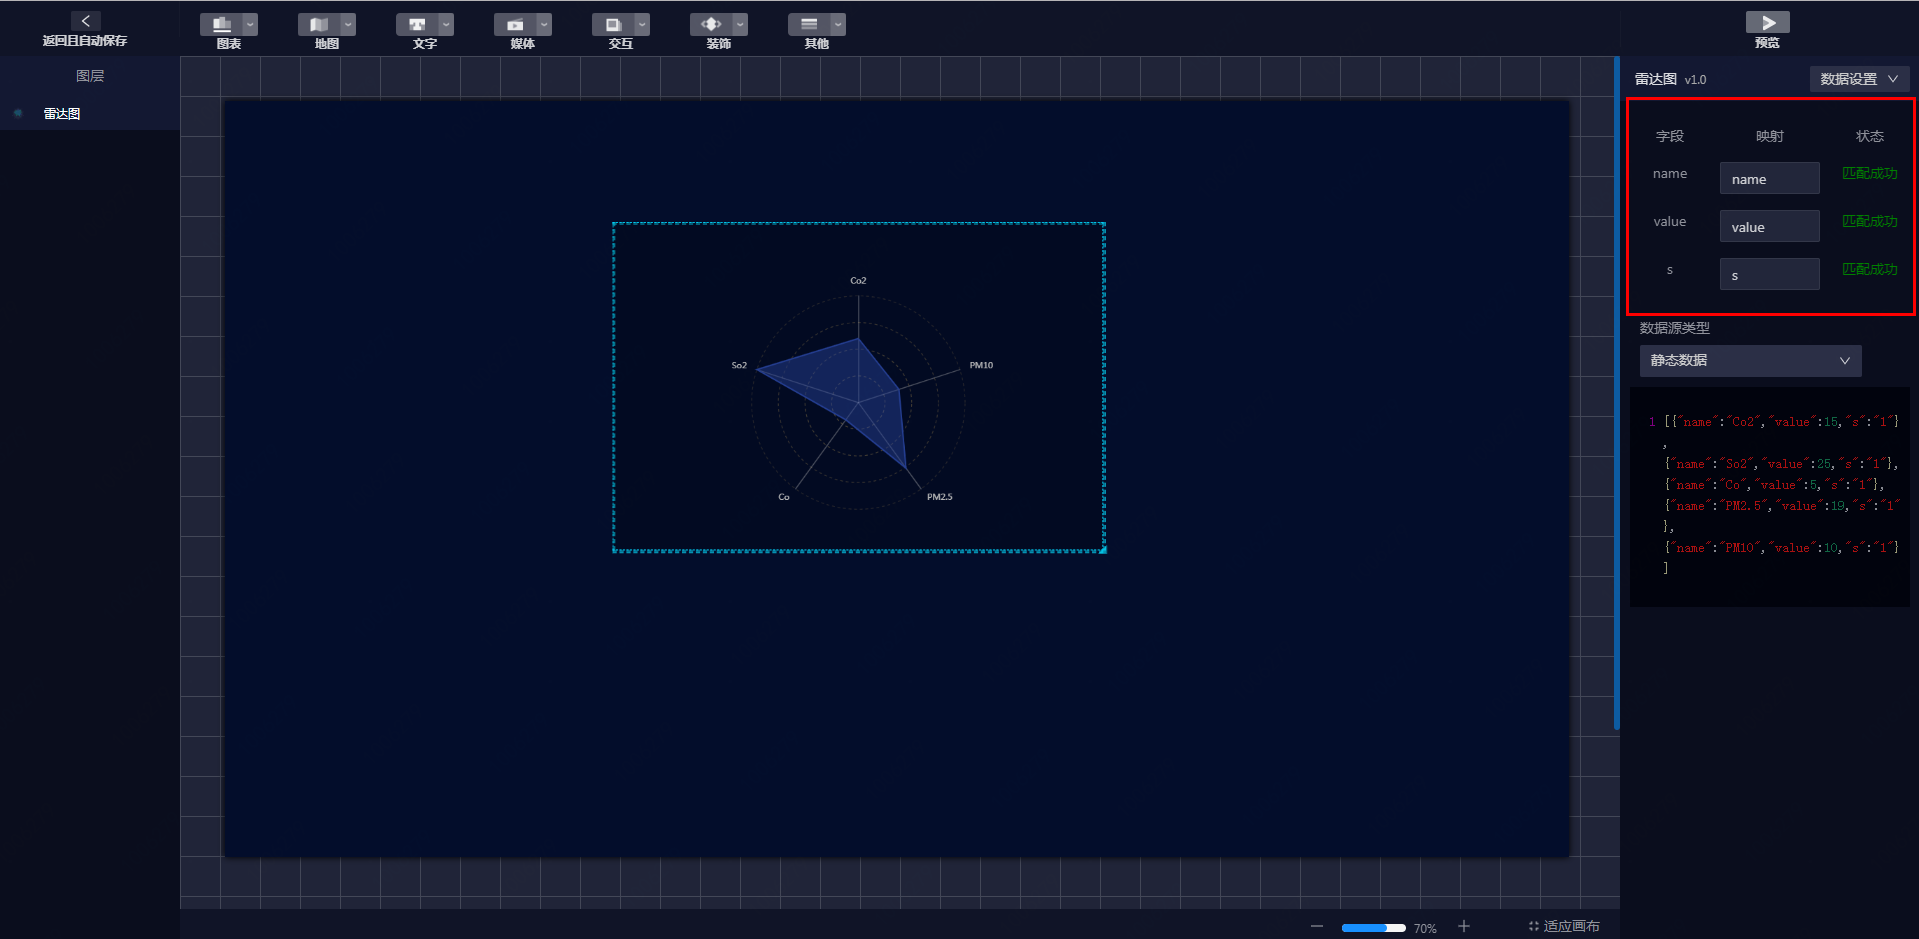 返回且自动保存
图表
地图
文字
媒体
交互
装饰
其他
预览
图层
雷达图
雷达图 v1.0
数据设置
字段 映射 状态
name name 匹配成功
value value 匹配成功
s s 匹配成功
数据源类型
静态数据
1 [{"name":"Co2","value":15,"s":"1"}
,
{"name":"So2","value":25,"s":"1"},
{"name":"Co","value":5,"s":"1"},
{"name":"PM2.5","value":19,"s":"1"
},
{"name":"PM10","value":10,"s":"1"}
]
Co2
So2
PM10
Co
PM2.5
70%
适应画布